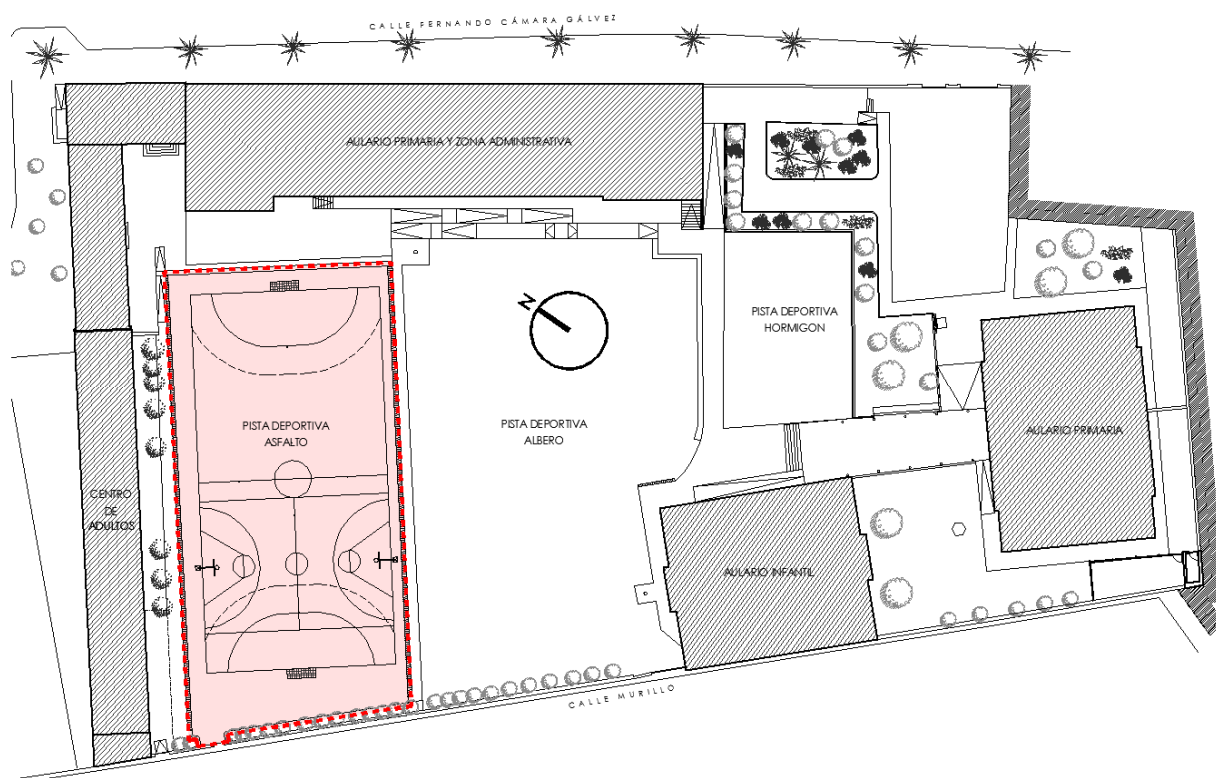 CALLE FERNANDO CÁMARA GÁLVEZ
AULARIO PRIMARIA Y ZONA ADMINISTRATIVA
N
PISTA DEPORTIVA
HORMIGON
PISTA DEPORTIVA
ASFALTO
PISTA DEPORTIVA
ALBERO
AULARIO PRIMARIA
CENTRO
DE
ADULTOS
AULARIO INFANTIL
CALLE MURILLO